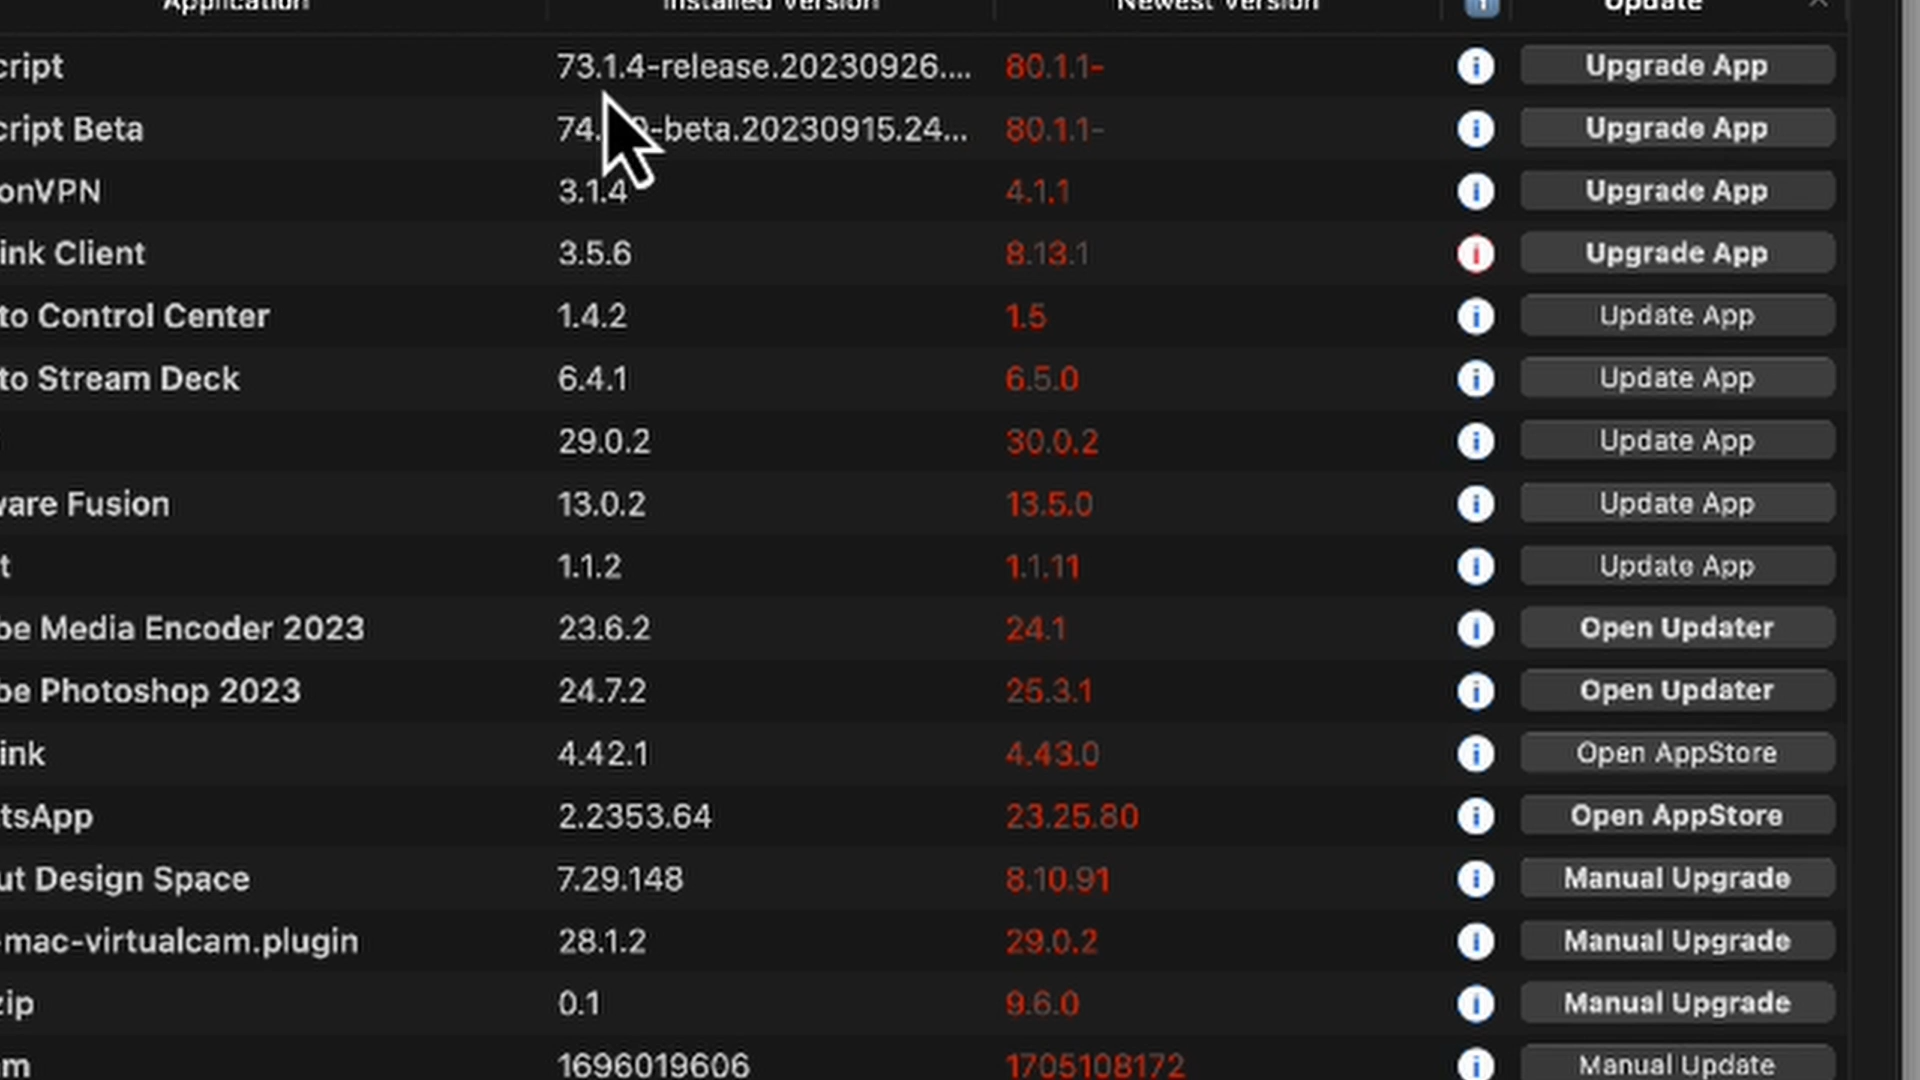 Application Installed Version Newest Version Update
cript 73.1.4-release.20230926.... 80.1.1- Upgrade App
cript Beta 74. -beta.20230915.24... 80.1.1- Upgrade App
onVPN 3.1.4 4.1.1 Upgrade App
ink Client 3.5.6 8.13.1 Upgrade App
to Control Center 1.4.2 1.5 Update App
to Stream Deck 6.4.1 6.5.0 Update App
29.0.2 30.0.2 Update App
ware Fusion 13.0.2 13.5.0 Update App
t 1.1.2 1.1.11 Update App
be Media Encoder 2023 23.6.2 24.1 Open Updater
be Photoshop 2023 24.7.2 25.3.1 Open Updater
ink 4.42.1 4.43.0 Open AppStore
tsApp 2.2353.64 23.25.80 Open AppStore
ut Design Space 7.29.148 8.10.91 Manual Upgrade
-mac-virtualcam.plugin 28.1.2 29.0.2 Manual Upgrade
zip 0.1 9.6.0 Manual Upgrade
m 1696019606 1705108172 Manual Update